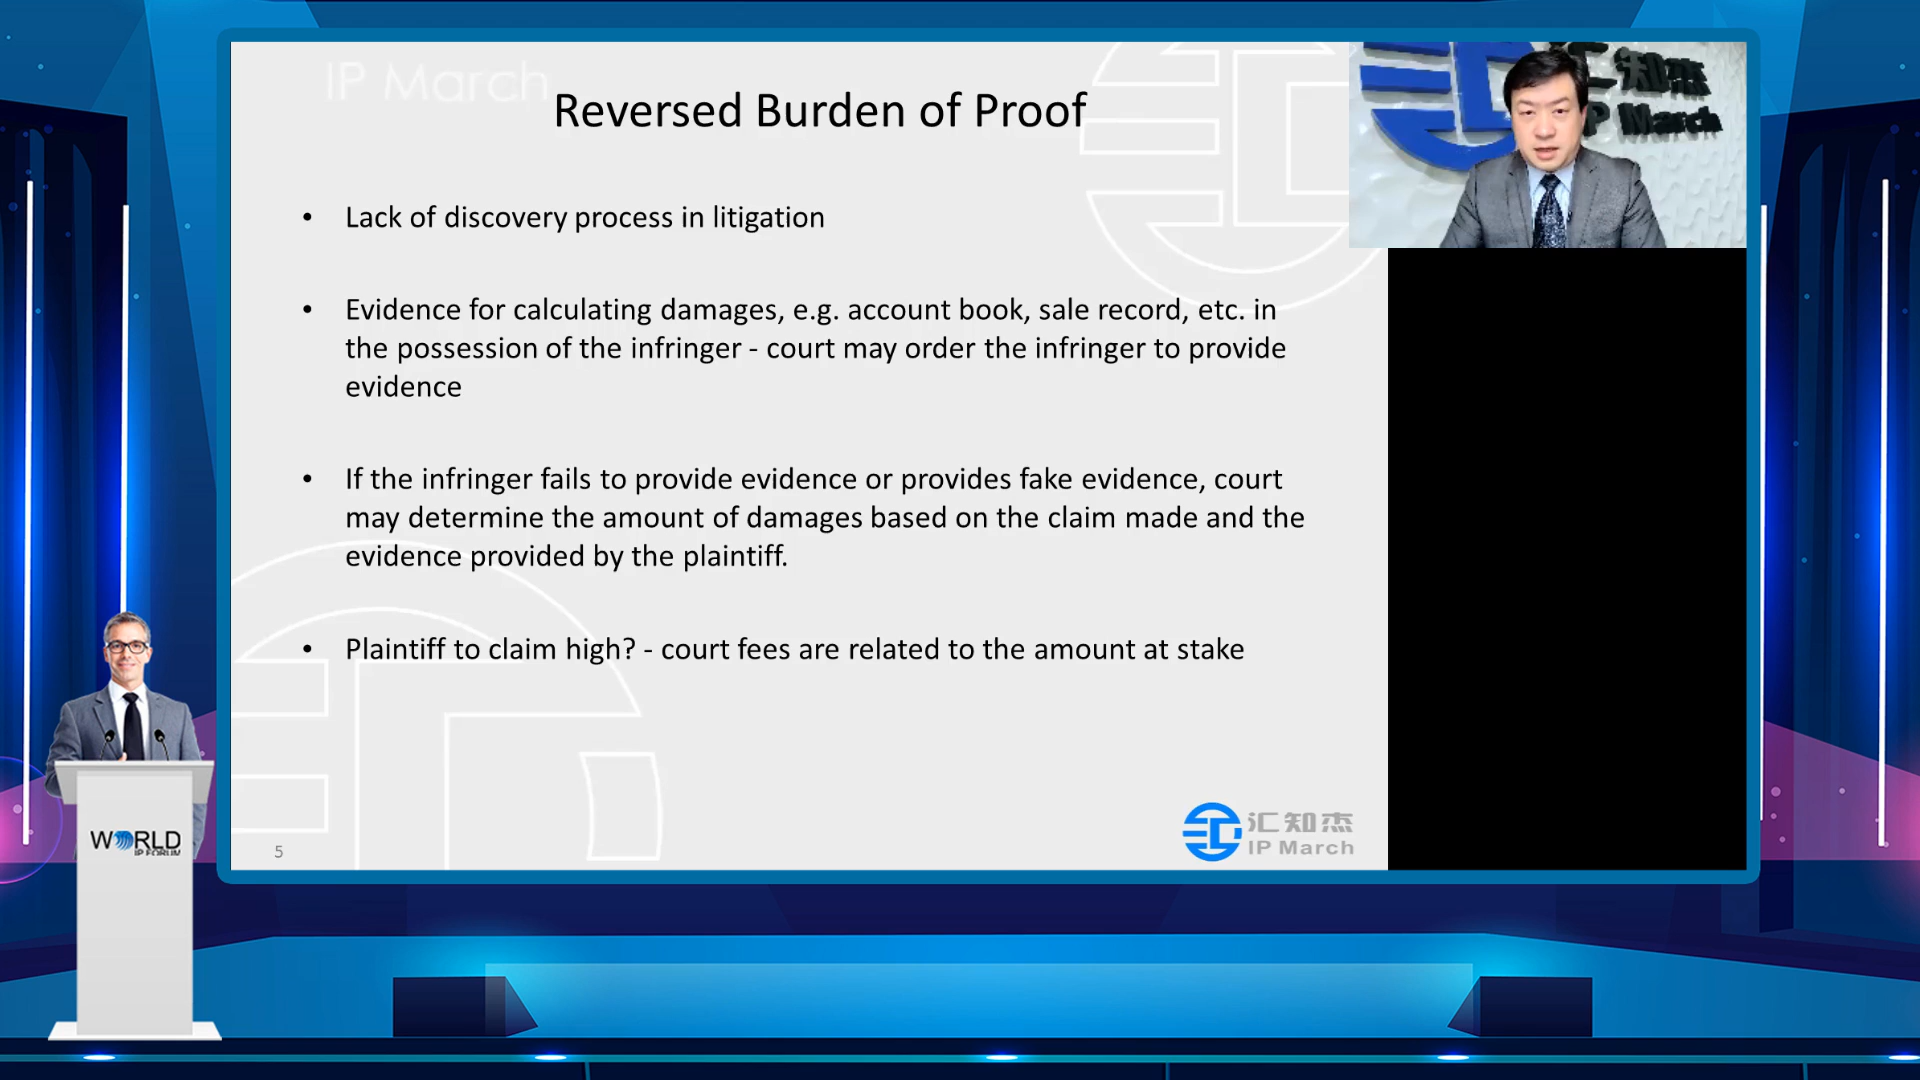 IP March
Reversed Burden of Proof
• Lack of discovery process in litigation
• Evidence for calculating damages, e.g. account book, sale record, etc. in
the possession of the infringer - court may order the infringer to provide
evidence
• If the infringer fails to provide evidence or provides fake evidence, court
may determine the amount of damages based on the claim made and the
evidence provided by the plaintiff.
• Plaintiff to claim high? - court fees are related to the amount at stake
5
汇知杰
IP March
汇知杰
IP March
WORLD
IP FORUM